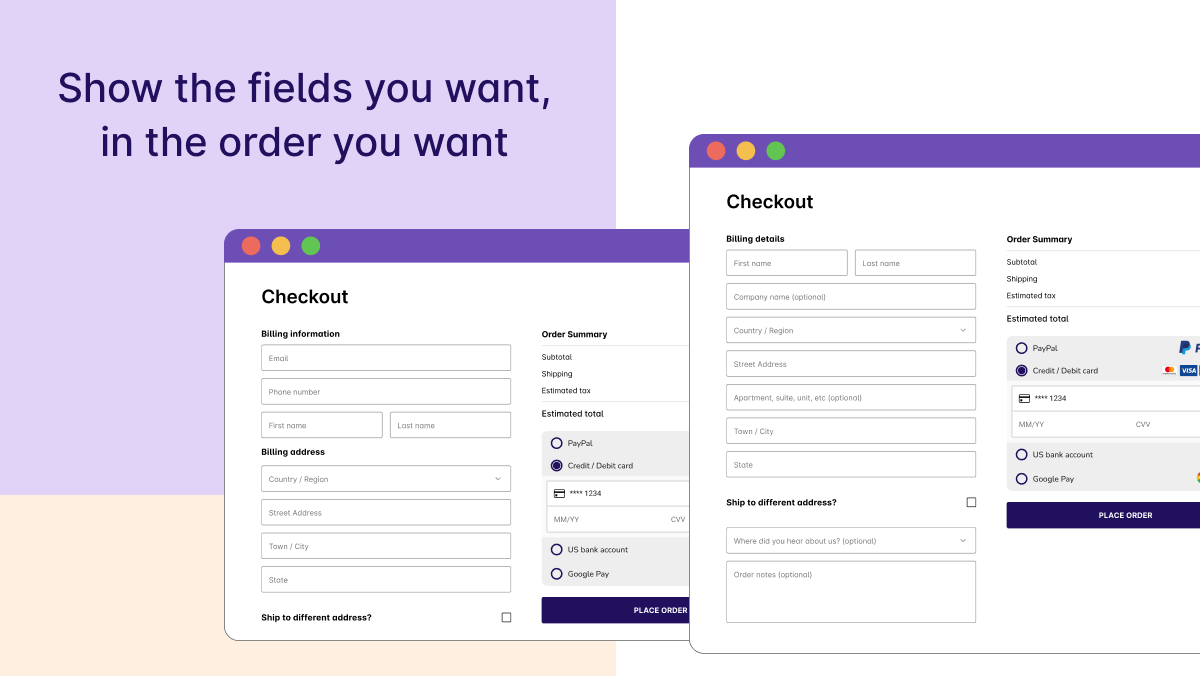 Show the fields you want,
in the order you want
Checkout
Billing information
Email
Phone number
First name
Last name
Billing address
Country / Region
Street Address
Town / City
State
Ship to different address?
Order Summary
Subtotal
Shipping
Estimated tax
Estimated total
PayPal
Credit / Debit card
**** 1234
MM/YY
CVV
US bank account
Google Pay
PLACE ORDER
Checkout
Billing details
First name
Last name
Company name (optional)
Country / Region
Street Address
Apartment, suite, unit, etc (optional)
Town / City
State
Ship to different address?
Where did you hear about us? (optional)
Order notes (optional)
Order Summary
Subtotal
Shipping
Estimated tax
Estimated total
PayPal
Credit / Debit card
VISA
**** 1234
MM/YY
CVV
US bank account
Google Pay
PLACE ORDER